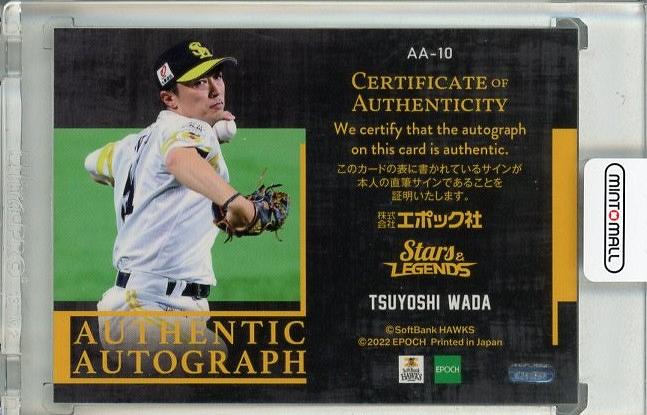 AA-10
CERTIFICATE OF
AUTHENTICITY
We certify that the autograph
on this card is authentic.
このカードの表に書かれているサインが
本人の直筆サインであることを
証明いたします。
株式会社エポック社
Stars &
LEGENDS
TSUYOSHI WADA
©SoftBank HAWKS
©2022 EPOCH Printed in Japan
SoftBank
HAWKS
EPOCH
AUTHENTIC
AUTOGRAPH
MINT MALL